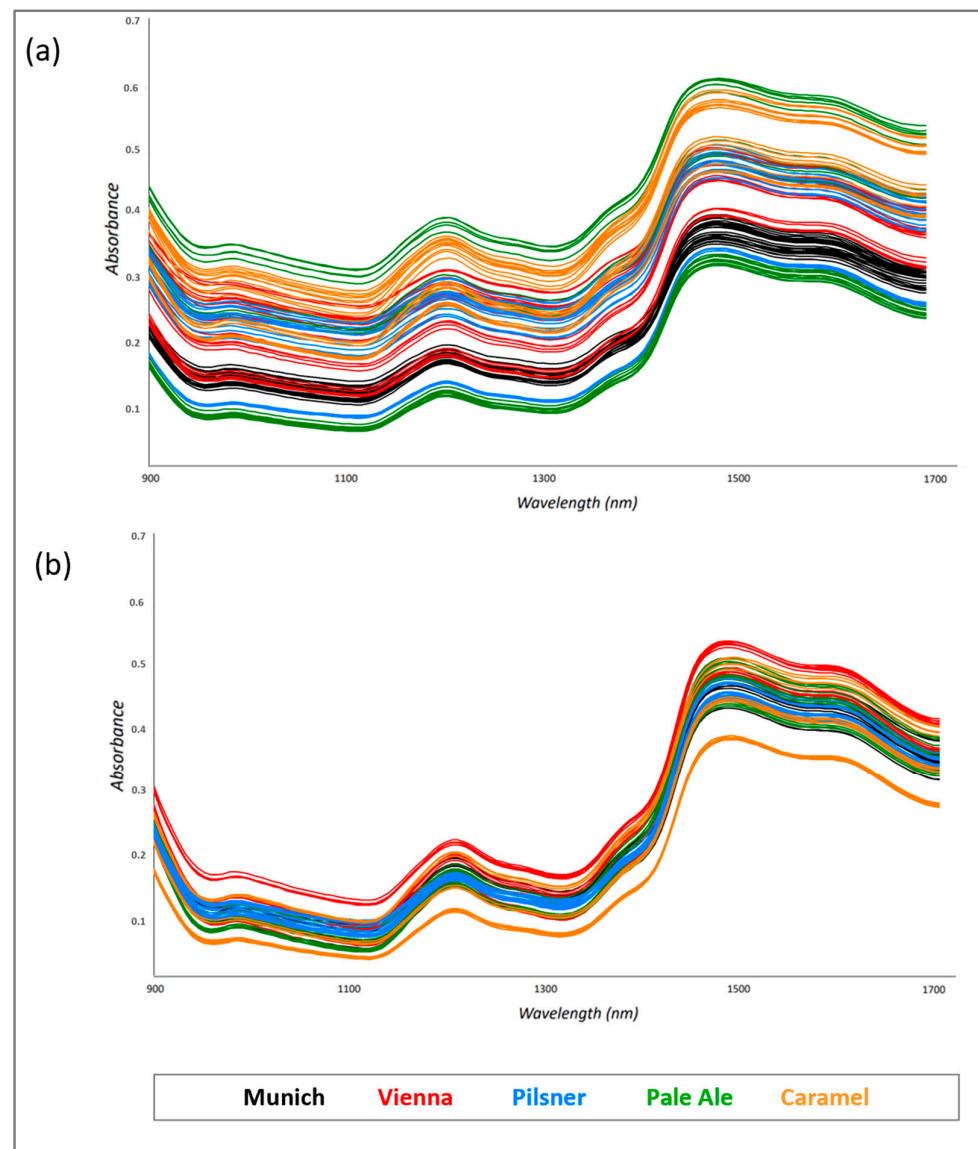 (a)
0.7
0.6
0.5
0.4
0.3
0.2
0.1
Absorbance
900 1100 1300 1500 1700
Wavelength (nm)
(b)
0.7
0.6
0.5
0.4
0.3
0.2
0.1
Absorbance
900 1100 1300 1500 1700
Wavelength (nm)
Munich Vienna Pilsner Pale Ale Caramel